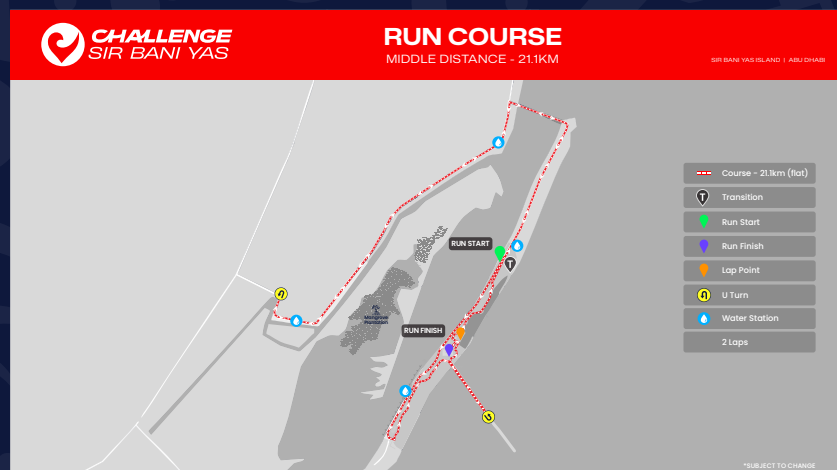 CHALLENGE
SIR BANI YAS
RUN COURSE
MIDDLE DISTANCE - 21.1KM
SIR BANI YAS ISLAND | ABU DHABI
Course - 21.1km (flat)
T
Transition
Run Start
Run Finish
Lap Point
U Turn
Water Station
2 Laps
RUN START
T
RUN FINISH
Mangrove
Plantation
*SUBJECT TO CHANGE